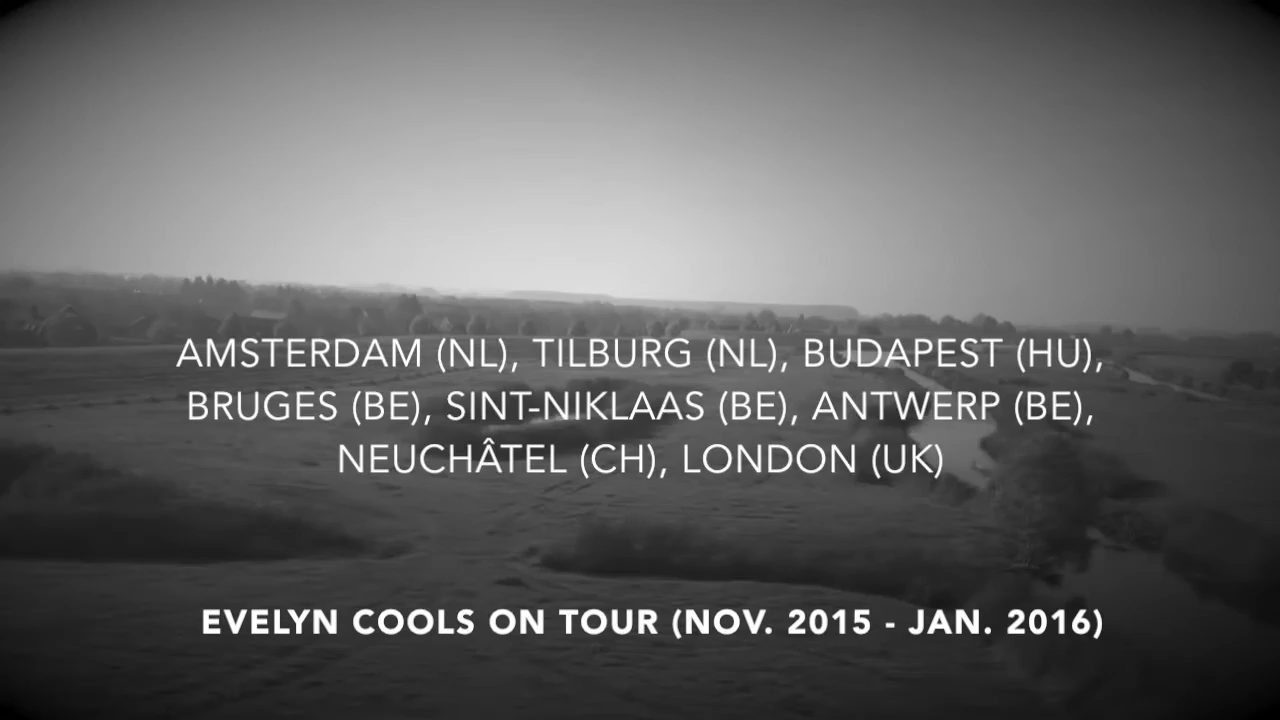 AMSTERDAM (NL), TILBURG (NL), BUDAPEST (HU),
BRUGES (BE), SINT-NIKLAAS (BE), ANTWERP (BE),
NEUCHÂTEL (CH), LONDON (UK)
EVELYN COOLS ON TOUR (NOV. 2015 - JAN. 2016)